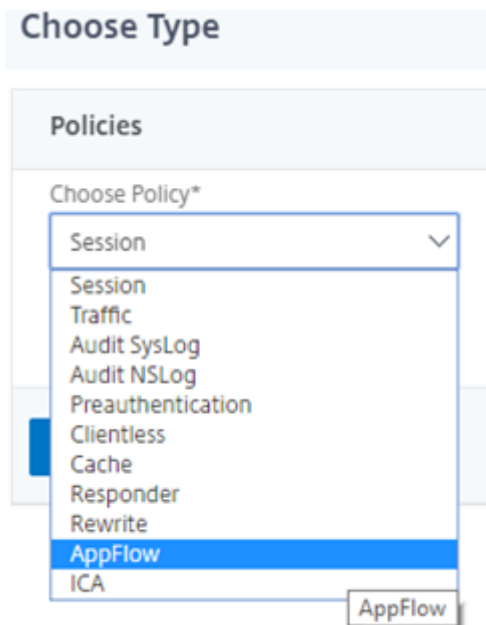 Choose Type
Policies
Choose Policy*
Session
Session
Traffic
Audit SysLog
Audit NSLog
Preauthentication
Clientless
Cache
Responder
Rewrite
AppFlow
ICA
AppFlow